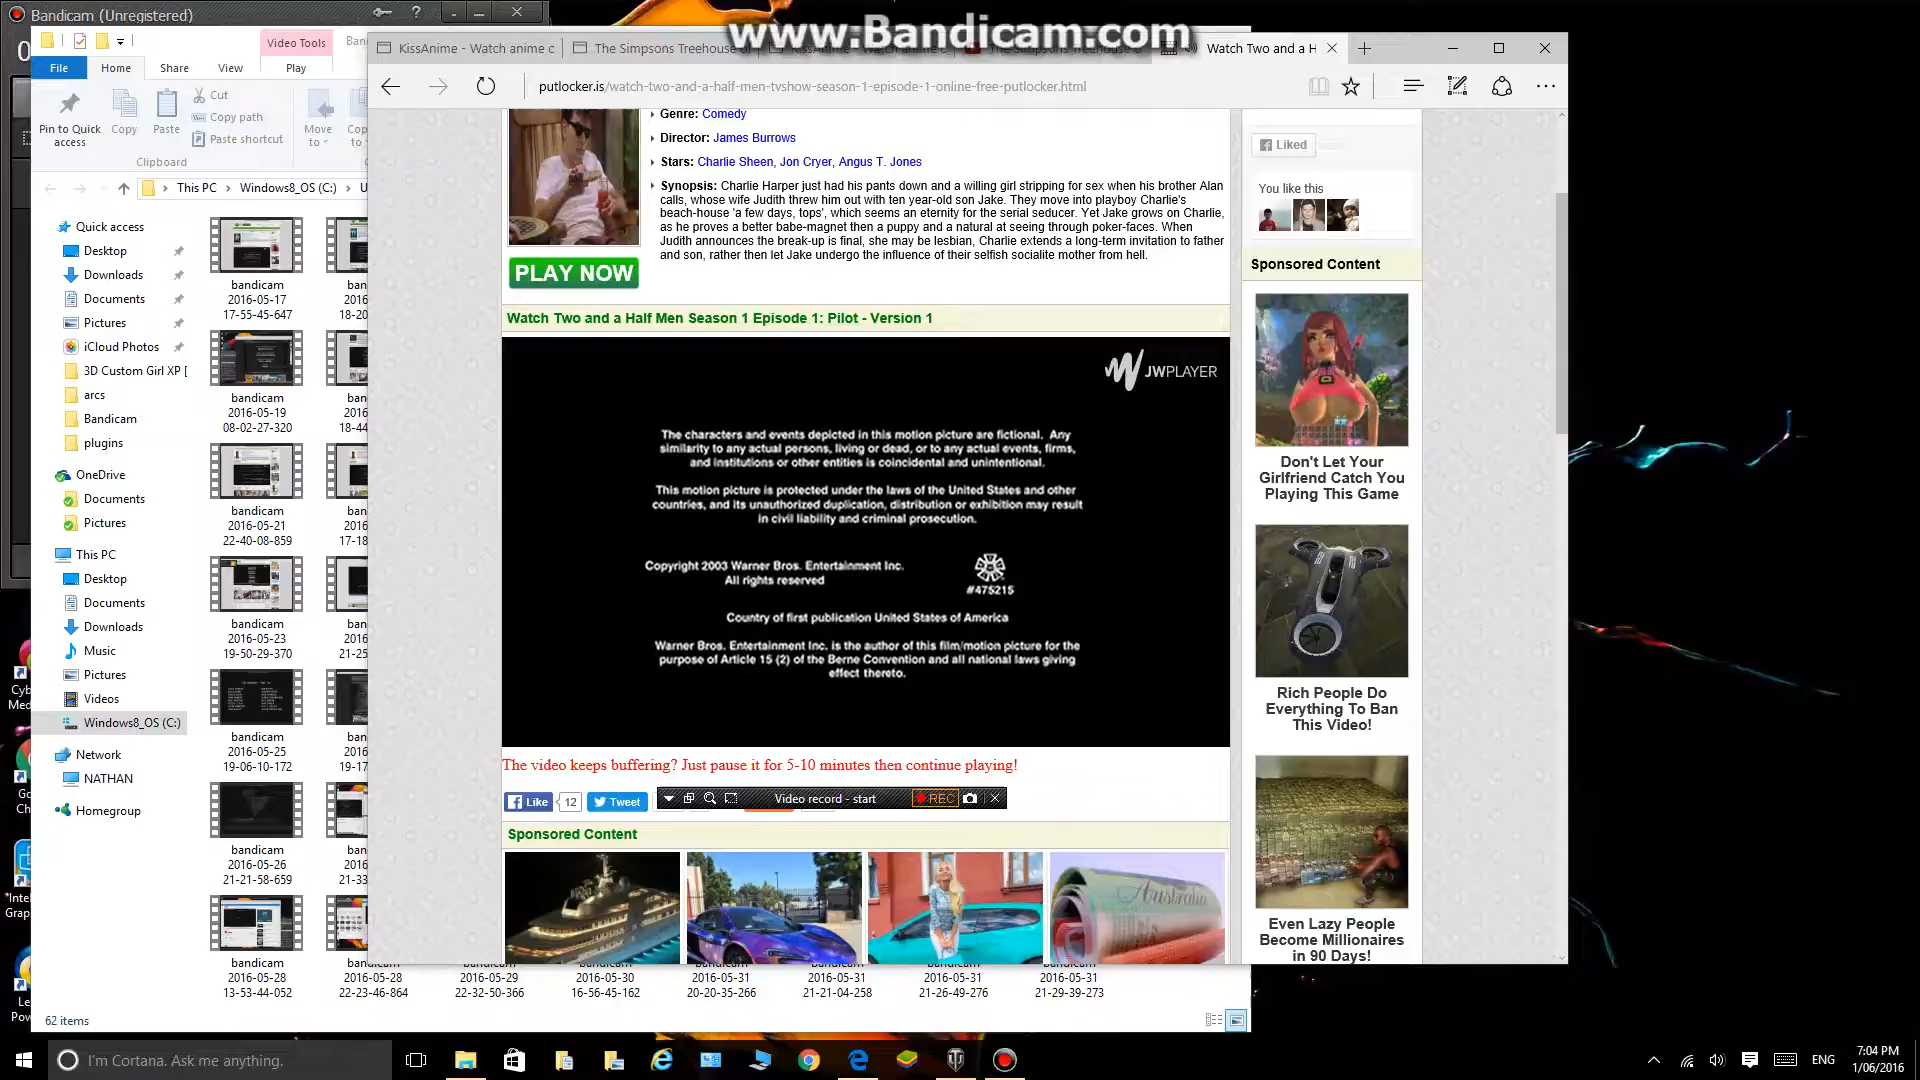 Bandicam (Unregistered)
www.Bandicam.com
Video Tools
File
Home
Share
View
Play
KissAnime - Watch anime c
The Simpsons Treehouse o
Watch Two and a H
putlocker.is/watch-two-and-a-half-men-tvshow-season-1-episode-1-online-free-putlocker.html
Pin to Quick
access
Copy
Paste
Cut
Copy path
Paste shortcut
Move
to
Clipboard
This PC
Windows8_OS (C:)
Quick access
Desktop
Downloads
Documents
Pictures
iCloud Photos
3D Custom Girl XP [
arcs
Bandicam
plugins
OneDrive
Documents
Pictures
This PC
Desktop
Documents
Downloads
Music
Pictures
Videos
Windows8_OS (C:)
Network
NATHAN
Homegroup
62 items
bandicam
2016-05-17
17-55-45-647
bandicam
2016-05-19
08-02-27-320
bandicam
2016-05-21
22-40-08-859
bandicam
2016-05-23
19-50-29-370
bandicam
2016-05-25
19-06-10-172
bandicam
2016-05-26
21-21-58-659
bandicam
2016-05-28
13-53-44-052
bandicam
2016-05-28
22-23-46-864
bandicam
2016-05-29
22-32-50-366
bandicam
2016-05-30
16-56-45-162
bandicam
2016-05-31
20-20-35-266
bandicam
2016-05-31
21-21-04-258
bandicam
2016-05-31
21-26-49-276
bandicam
2016-05-31
21-29-39-273
Genre: Comedy
Director: James Burrows
Stars: Charlie Sheen, Jon Cryer, Angus T. Jones
Synopsis: Charlie Harper just had his pants down and a willing girl stripping for sex when his brother Alan
calls, whose wife Judith threw him out with ten year-old son Jake. They move into playboy Charlie's
beach-house 'a few days, tops', which seems an eternity for the serial seducer. Yet Jake grows on Charlie,
as he proves a better babe-magnet then a puppy and a natural at seeing through poker-faces. When
Judith announces the break-up is final, she may be lesbian, Charlie extends a long-term invitation to father
and son, rather then let Jake undergo the influence of their selfish socialite mother from hell.
PLAY NOW
Watch Two and a Half Men Season 1 Episode 1: Pilot - Version 1
JWPLAYER
The characters and events depicted in this motion picture are fictional. Any
similarity to any actual persons, living or dead, or to any actual events, firms,
and institutions or other entities is coincidental and unintentional.
This motion picture is protected under the laws of the United States and other
countries, and its unauthorized duplication, distribution or exhibition may result
in civil liability and criminal prosecution.
Copyright 2003 Warner Bros. Entertainment Inc.
All rights reserved
#475215
Country of first publication United States of America
Warner Bros. Entertainment Inc. is the author of this film/motion picture for the
purpose of Article 15 (2) of the Berne Convention and all national laws giving
effect thereto.
The video keeps buffering? Just pause it for 5-10 minutes then continue playing!
Like
12
Tweet
Video record - start
REC
Sponsored Content
Australia
Liked
You like this
Sponsored Content
Don't Let Your
Girlfriend Catch You
Playing This Game
Rich People Do
Everything To Ban
This Video!
Even Lazy People
Become Millionaires
in 90 Days!
I'm Cortana. Ask me anything.
ENG
7:04 PM
1/06/2016